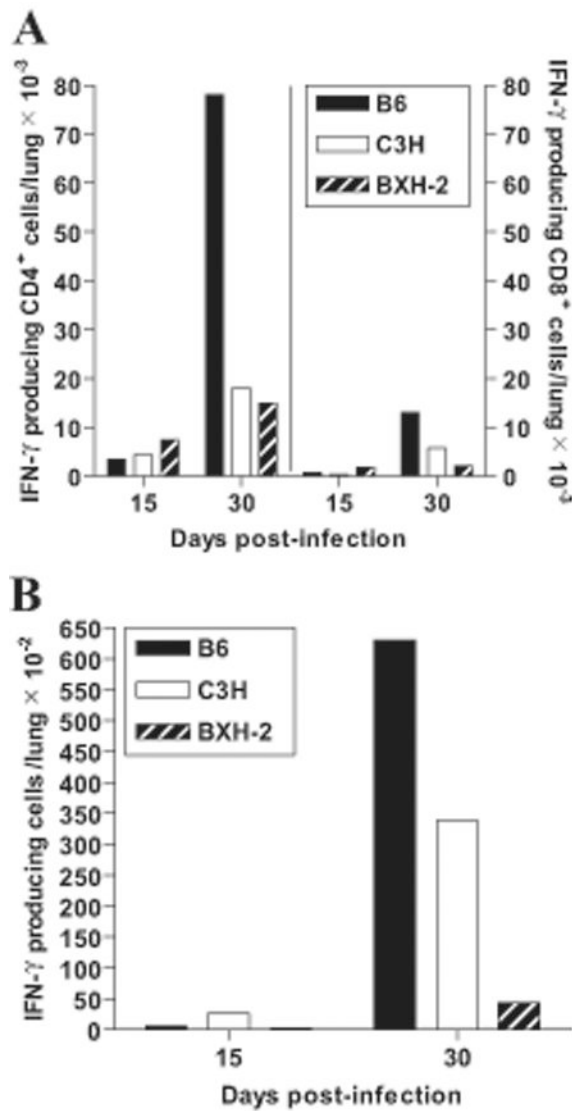 A
IFN-γ producing CD4⁺ cells/lung × 10⁻³
80
70
60
50
40
30
20
10
0
B6
C3H
BXH-2
80
70
60
50
40
30
20
10
0
IFN-γ producing CD8⁺ cells/lung × 10⁻³
15
30
15
30
Days post-infection
B
IFN-γ producing cells/lung × 10⁻²
650
600
550
500
450
400
350
300
250
200
150
100
50
0
B6
C3H
BXH-2
15
30
Days post-infection